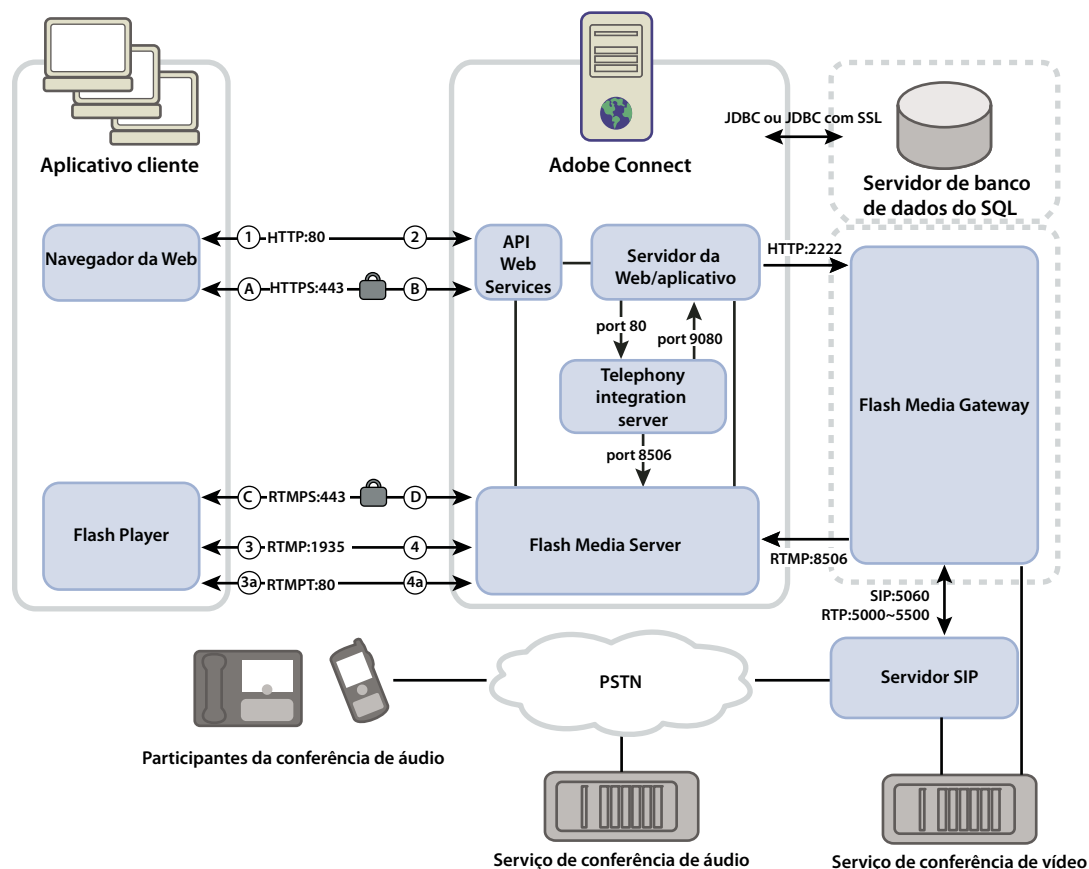 Aplicativo cliente
Adobe Connect
JDBC ou JDBC com SSL
Servidor de banco
de dados do SQL
Navegador da Web
1 HTTP:80 2
A HTTPS:443 B
API
Web
Services
Servidor da
Web/aplicativo
HTTP:2222
port 80
port 9080
Telephony
integration
server
port 8506
Flash Media Gateway
Flash Player
C RTMPS:443 D
3 RTMP:1935 4
3a RTMPT:80 4a
Flash Media Server
RTMP:8506
SIP:5060
RTP:5000~5500
PSTN
Servidor SIP
Participantes da conferência de áudio
Serviço de conferência de áudio
Serviço de conferência de vídeo